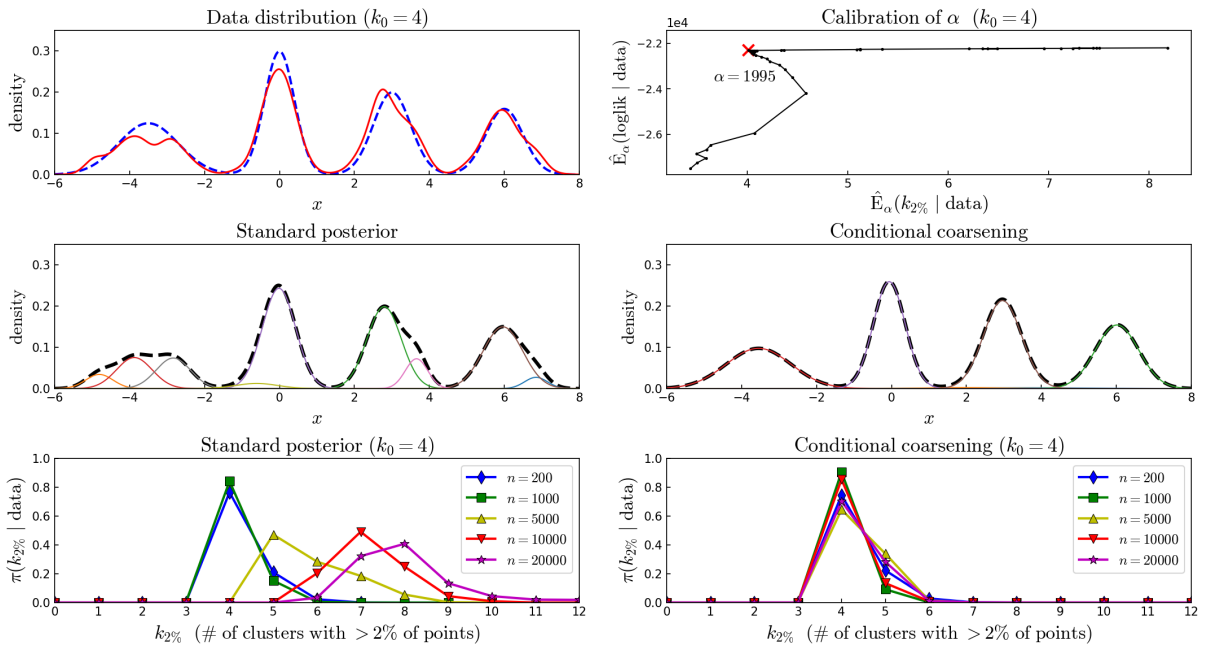 Data distribution (k₀ = 4)
density
0.3
0.2
0.1
0.0
−6 −4 −2 0 2 4 6 8
x
Calibration of α (k₀ = 4)
−2.2 1e4
−2.4
−2.6
Ê_α(loglik | data)
α = 1995
4 5 6 7 8
Ê_α(k₂% | data)
Standard posterior
density
0.3
0.2
0.1
0.0
−6 −4 −2 0 2 4 6 8
x
Conditional coarsening
density
0.3
0.2
0.1
0.0
−6 −4 −2 0 2 4 6 8
x
Standard posterior (k₀ = 4)
π(k₂% | data)
1.0
0.8
0.6
0.4
0.2
0.0
n = 200
n = 1000
n = 5000
n = 10000
n = 20000
0 1 2 3 4 5 6 7 8 9 10 11 12
k₂% (# of clusters with > 2% of points)
Conditional coarsening (k₀ = 4)
π(k₂% | data)
1.0
0.8
0.6
0.4
0.2
0.0
n = 200
n = 1000
n = 5000
n = 10000
n = 20000
0 1 2 3 4 5 6 7 8 9 10 11 12
k₂% (# of clusters with > 2% of points)